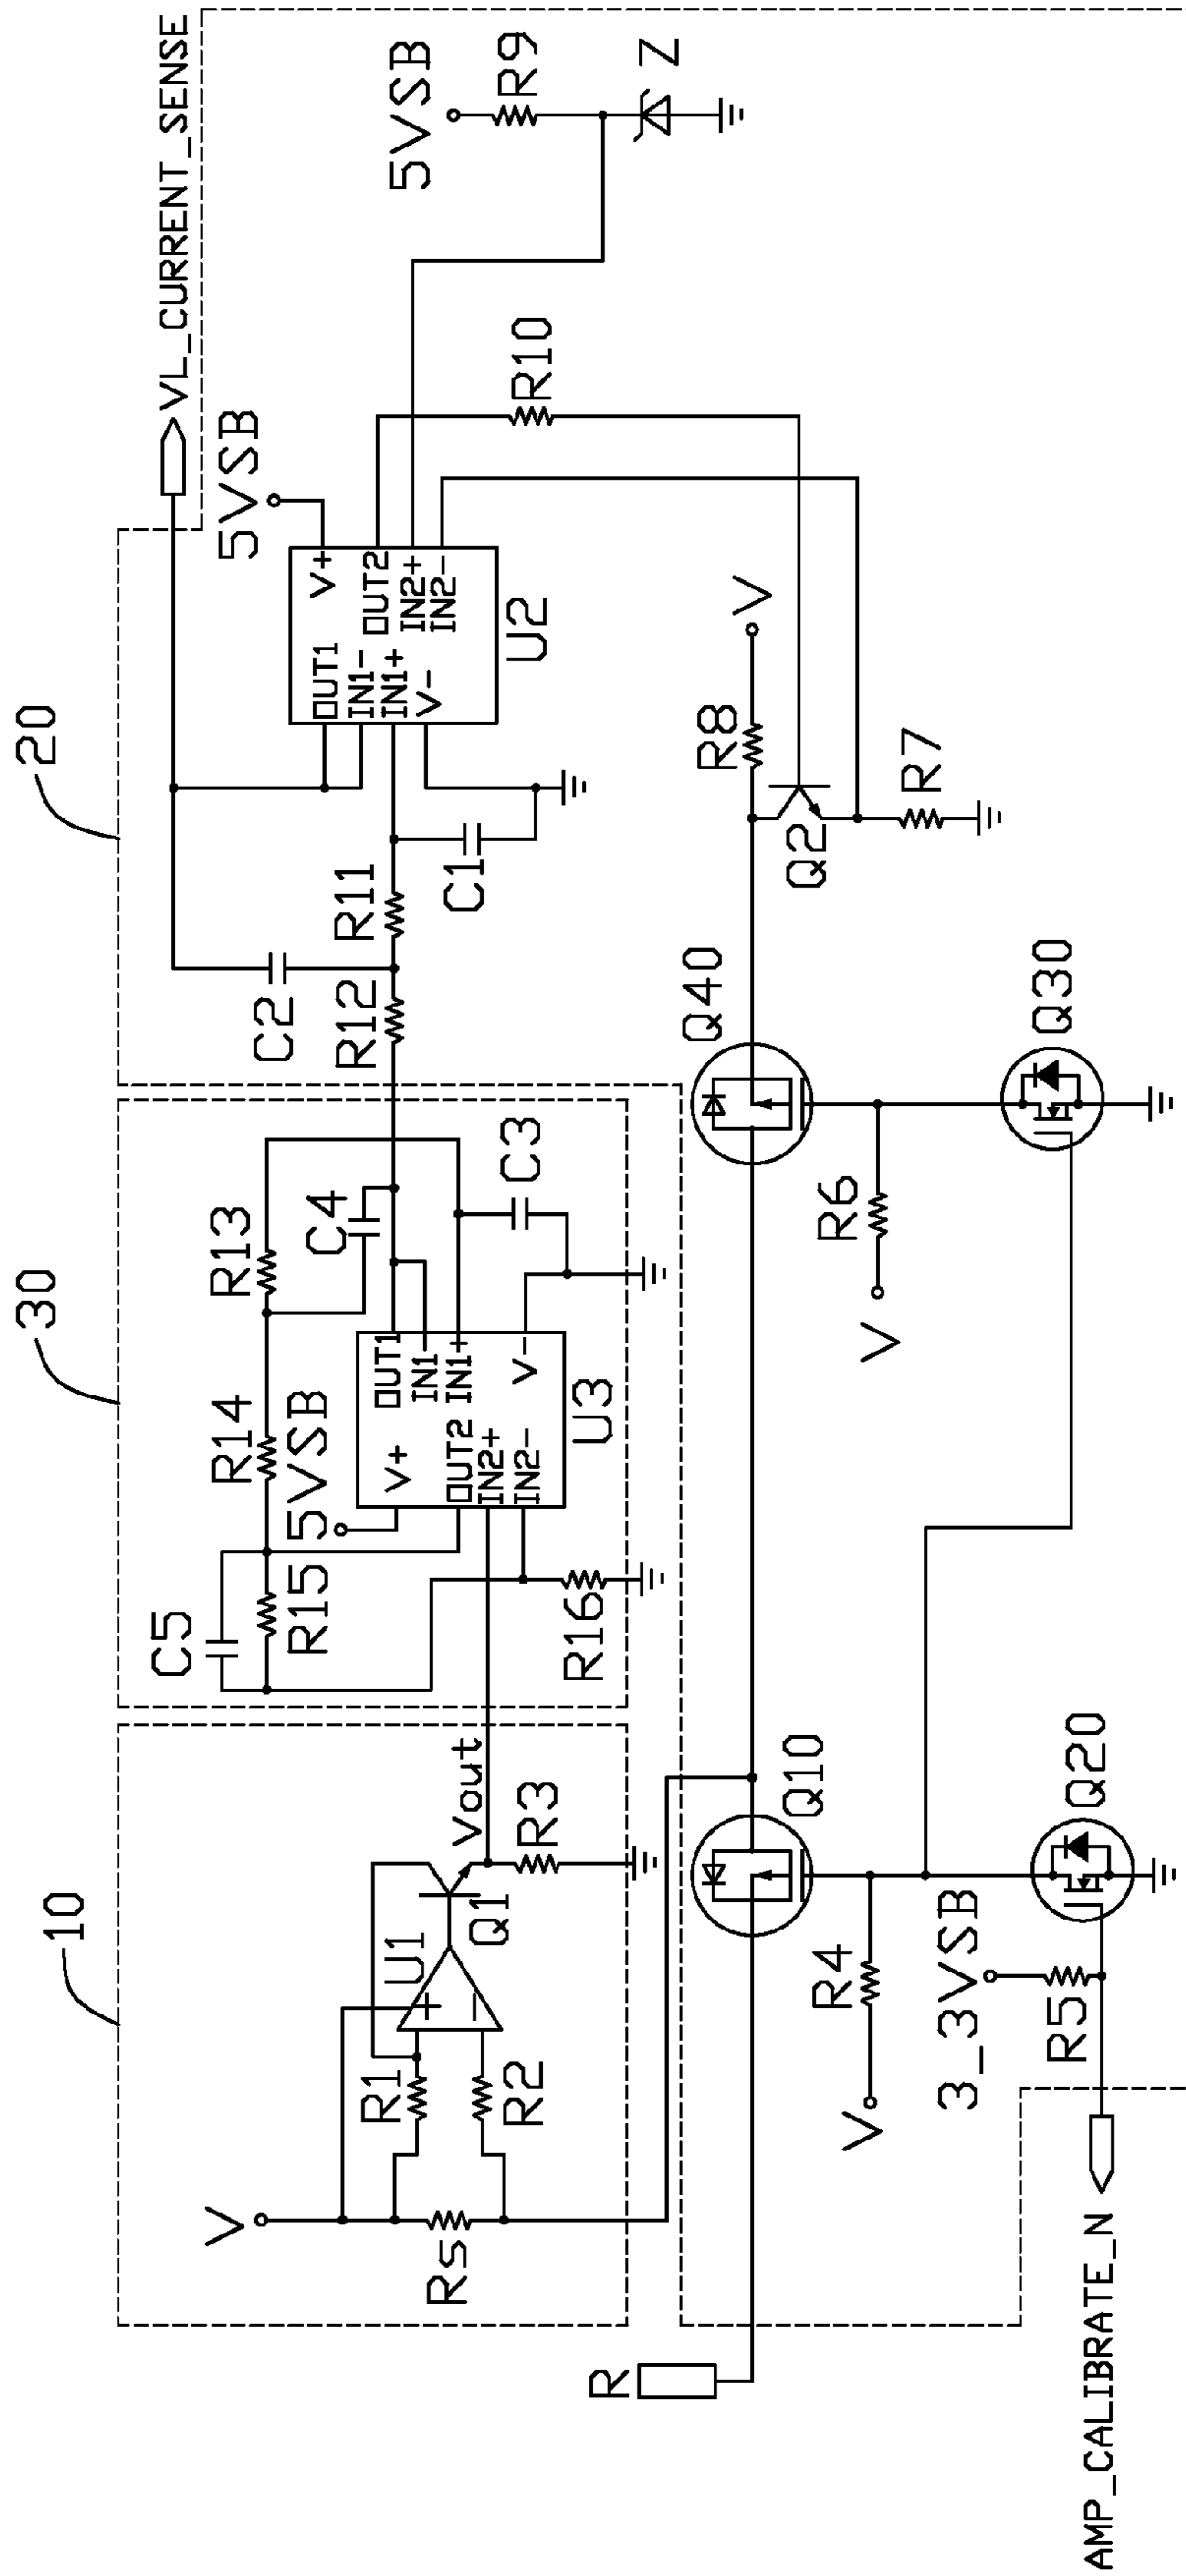 10
30
20
V
Rs
R1
R2
U1
+
−
Q1
Vout
R3
C5
R15
R14
R13
5VSB
V+
OUT2
IN2+
IN2-
OUT1
IN1
IN1+
V-
U3
R16
C4
C3
C2
R12
R11
C1
VL_CURRENT_SENSE
5VSB
OUT1
IN1-
IN1+
V-
V+
OUT2
IN2+
IN2-
U2
R10
5VSB
R9
Z
R
Q10
V
R4
3_3VSB
R5
Q20
AMP_CALIBRATE_N
Q40
V
R6
Q30
R8
V
Q2
R7